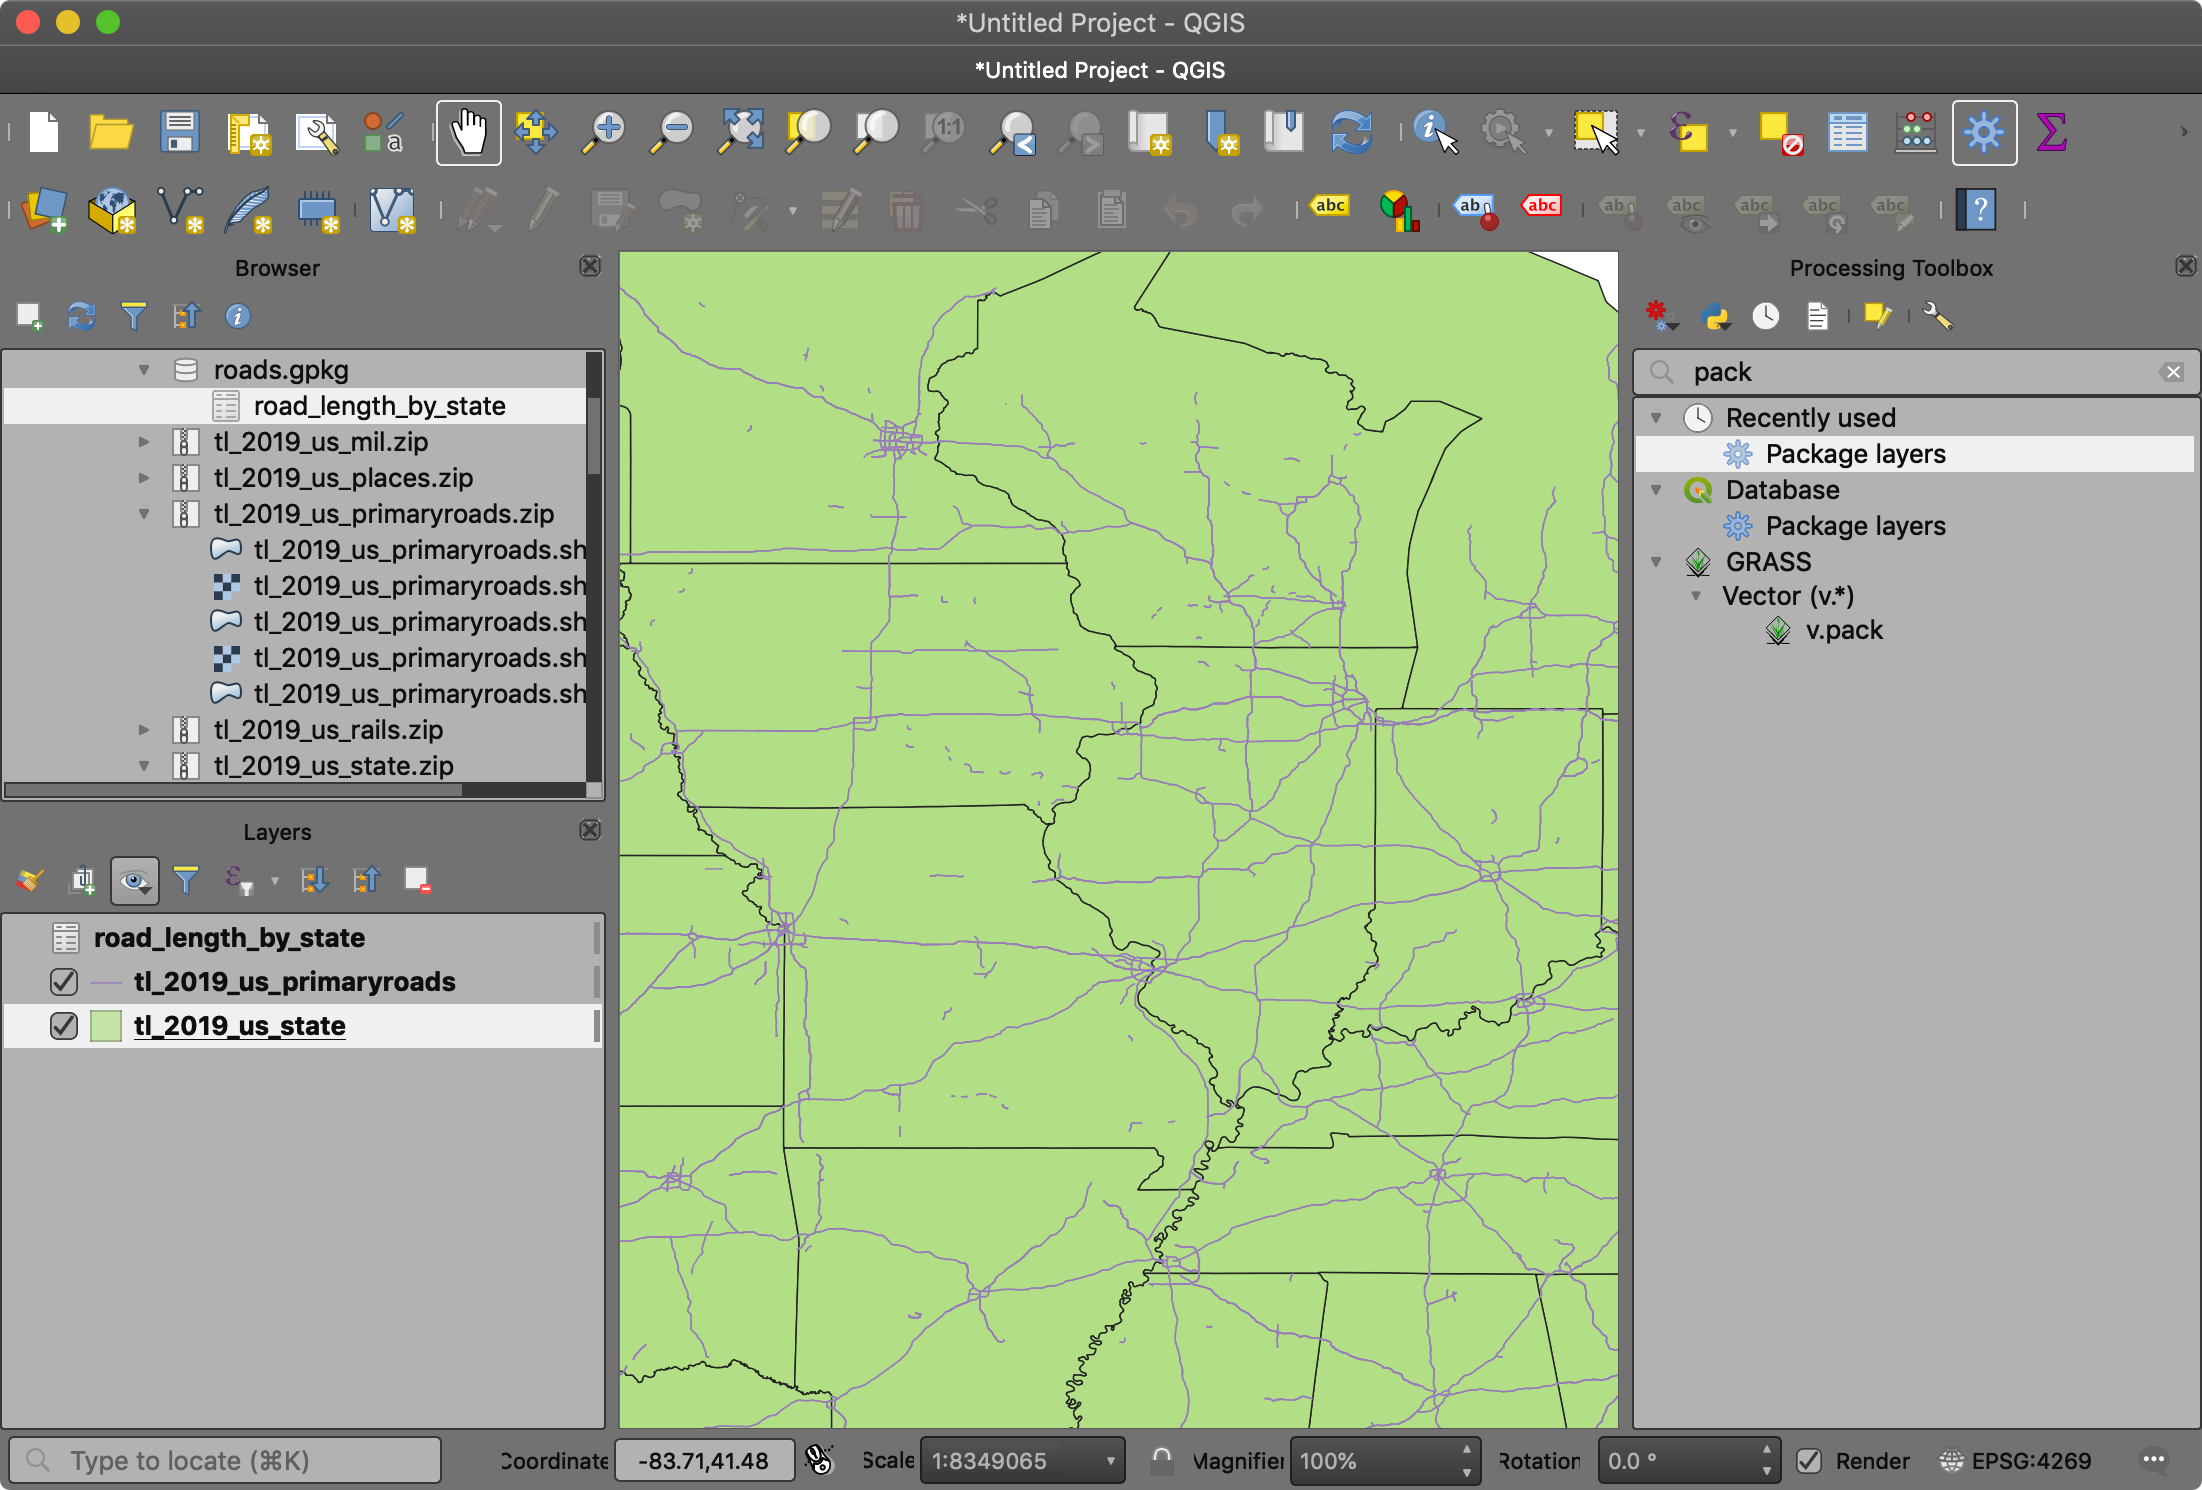 *Untitled Project - QGIS
*Untitled Project - QGIS
1:1
a
abc
ab
abc
ab
abc
abc
abc
abc
?
Browser
Processing Toolbox
roads.gpkg
road_length_by_state
tl_2019_us_mil.zip
tl_2019_us_places.zip
tl_2019_us_primaryroads.zip
tl_2019_us_primaryroads.sh
tl_2019_us_primaryroads.sh
tl_2019_us_primaryroads.sh
tl_2019_us_primaryroads.sh
tl_2019_us_primaryroads.sh
tl_2019_us_rails.zip
tl_2019_us_state.zip
pack
Recently used
Package layers
Database
Package layers
GRASS
Vector (v.*)
v.pack
Layers
road_length_by_state
tl_2019_us_primaryroads
tl_2019_us_state
Type to locate (⌘K)
Coordinate
-83.71,41.48
Scale
1:8349065
Magnifier
100%
Rotation
0.0 °
Render
EPSG:4269